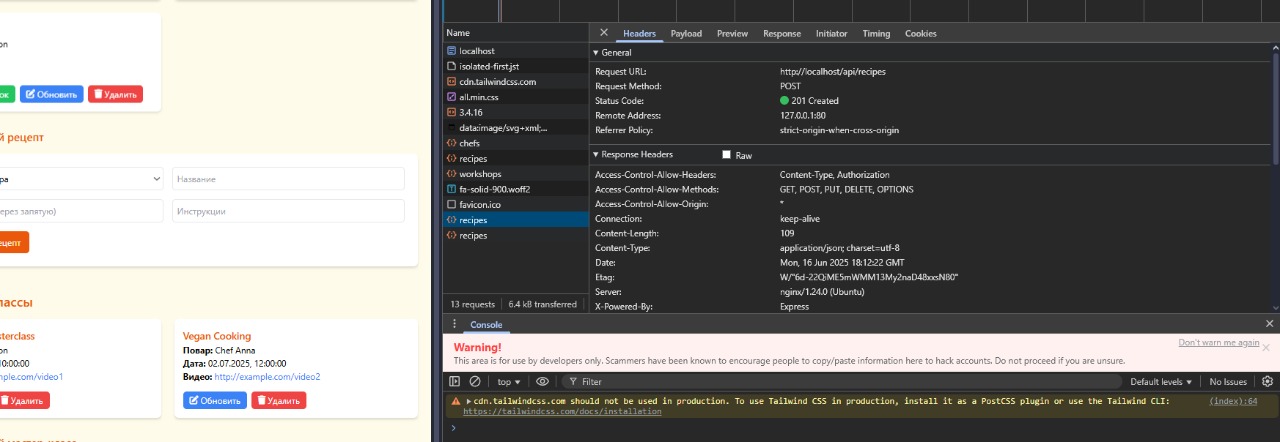 он
ок
Обновить
Удалить
й рецепт
ра
Название
ерез запятую)
Инструкции
ецепт
лассы
sterclass
on
0:00:00
mple.com/video1
Удалить
Vegan Cooking
Повар: Chef Anna
Дата: 02.07.2025, 12:00:00
Видео: http://example.com/video2
Обновить
Удалить
Name
localhost
isolated-first.jst
cdn.tailwindcss.com
all.min.css
3.4.16
data:image/svg+xml;...
chefs
recipes
workshops
fa-solid-900.woff2
favicon.ico
recipes
recipes
13 requests
6.4 kB transferred
Headers
Payload
Preview
Response
Initiator
Timing
Cookies
General
Request URL: http://localhost/api/recipes
Request Method: POST
Status Code: 201 Created
Remote Address: 127.0.0.1:80
Referrer Policy: strict-origin-when-cross-origin
Response Headers
Raw
Access-Control-Allow-Headers: Content-Type, Authorization
Access-Control-Allow-Methods: GET, POST, PUT, DELETE, OPTIONS
Access-Control-Allow-Origin: *
Connection: keep-alive
Content-Length: 109
Content-Type: application/json; charset=utf-8
Date: Mon, 16 Jun 2025 18:12:22 GMT
Etag: W/"6d-22QiME5mWMM13My2naD48xxsN80"
Server: nginx/1.24.0 (Ubuntu)
X-Powered-By: Express
Console
Warning!
Don't warn me again
This area is for use by developers only. Scammers have been known to encourage people to copy/paste information here to hack accounts. Do not proceed if you are unsure.
top
Filter
Default levels
No Issues
cdn.tailwindcss.com should not be used in production. To use Tailwind CSS in production, install it as a PostCSS plugin or use the Tailwind CLI:
(index):64
https://tailwindcss.com/docs/installation